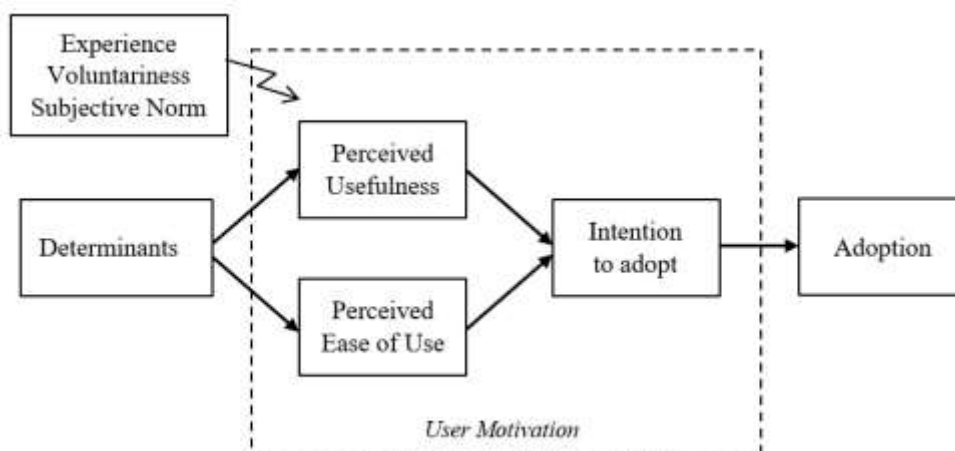 Experience
Voluntariness
Subjective Norm
Perceived
Usefulness
Determinants
Intention
to adopt
Adoption
Perceived
Ease of Use
User Motivation